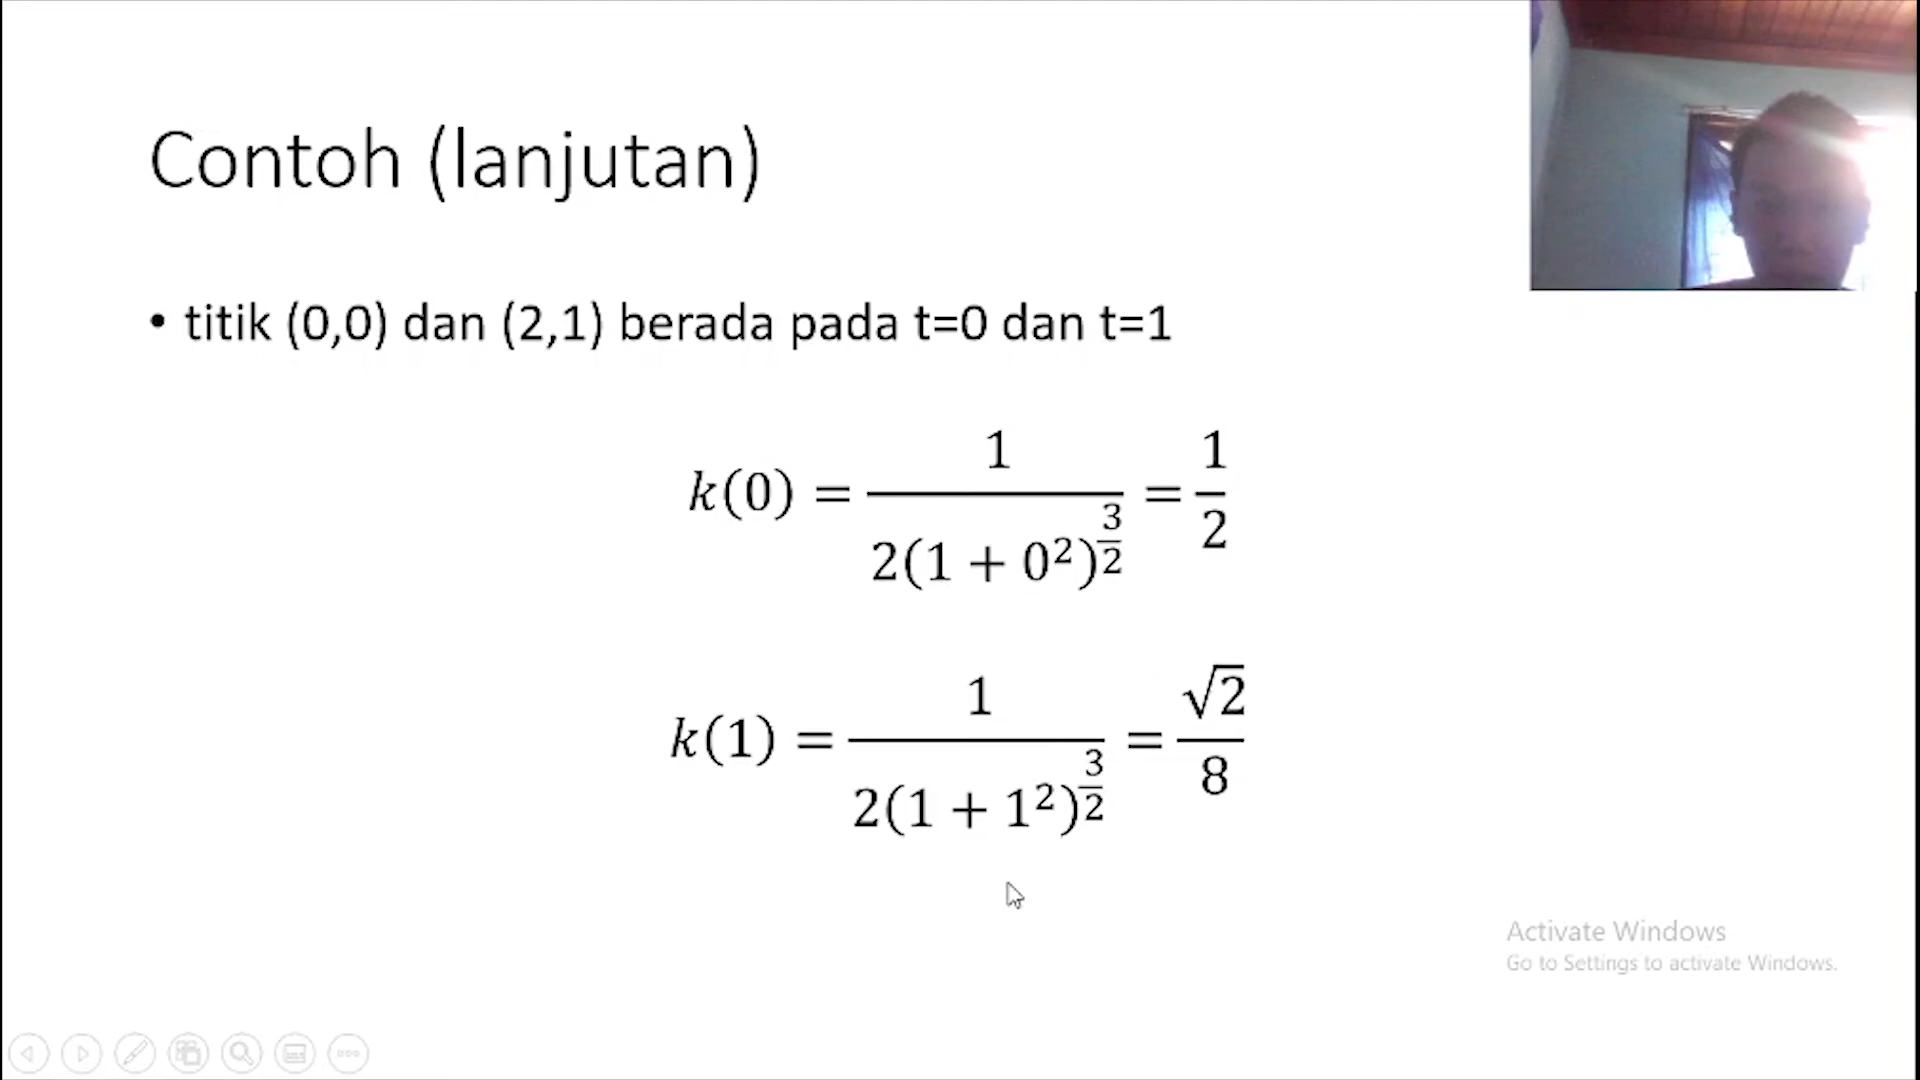 Contoh (lanjutan)
• titik (0,0) dan (2,1) berada pada t=0 dan t=1
k(0) = 1 / 2(1 + 0²)^(3/2) = 1/2
k(1) = 1 / 2(1 + 1²)^(3/2) = √2/8
Activate Windows
Go to Settings to activate Windows.